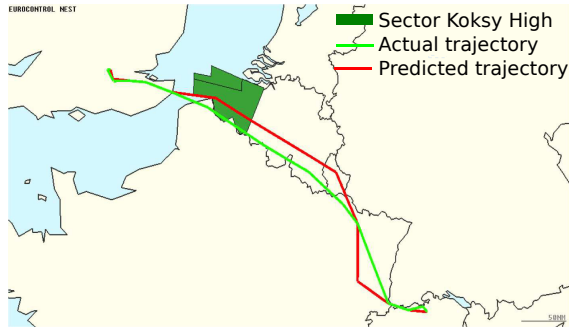 EUROCONTROL NEST
Sector Koksy High
Actual trajectory
Predicted trajectory
50NM